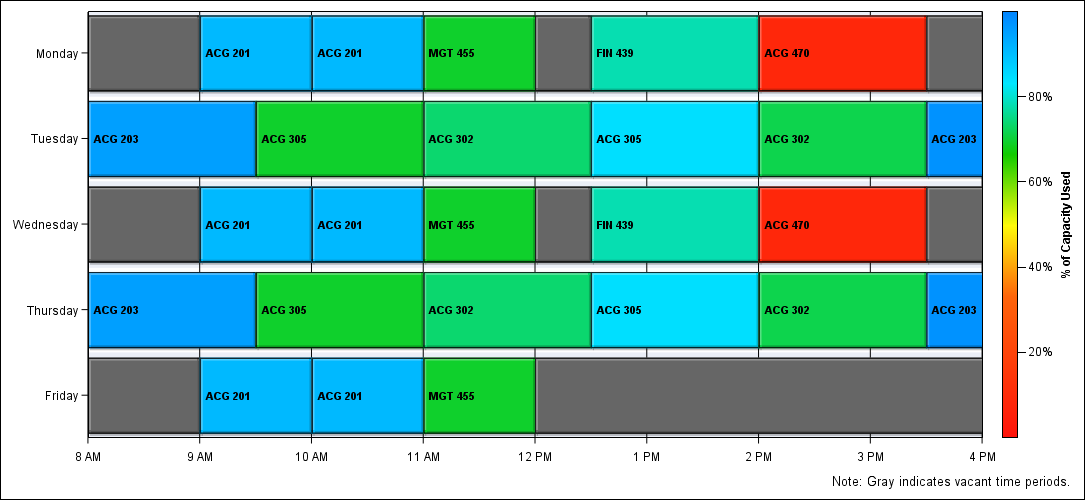 Monday ACG 201 ACG 201 MGT 455 FIN 439 ACG 470
Tuesday ACG 203 ACG 305 ACG 302 ACG 305 ACG 302 ACG 203
Wednesday ACG 201 ACG 201 MGT 455 FIN 439 ACG 470
Thursday ACG 203 ACG 305 ACG 302 ACG 305 ACG 302 ACG 203
Friday ACG 201 ACG 201 MGT 455
8 AM 9 AM 10 AM 11 AM 12 PM 1 PM 2 PM 3 PM 4 PM
80%
60%
40%
20%
% of Capacity Used
Note: Gray indicates vacant time periods.